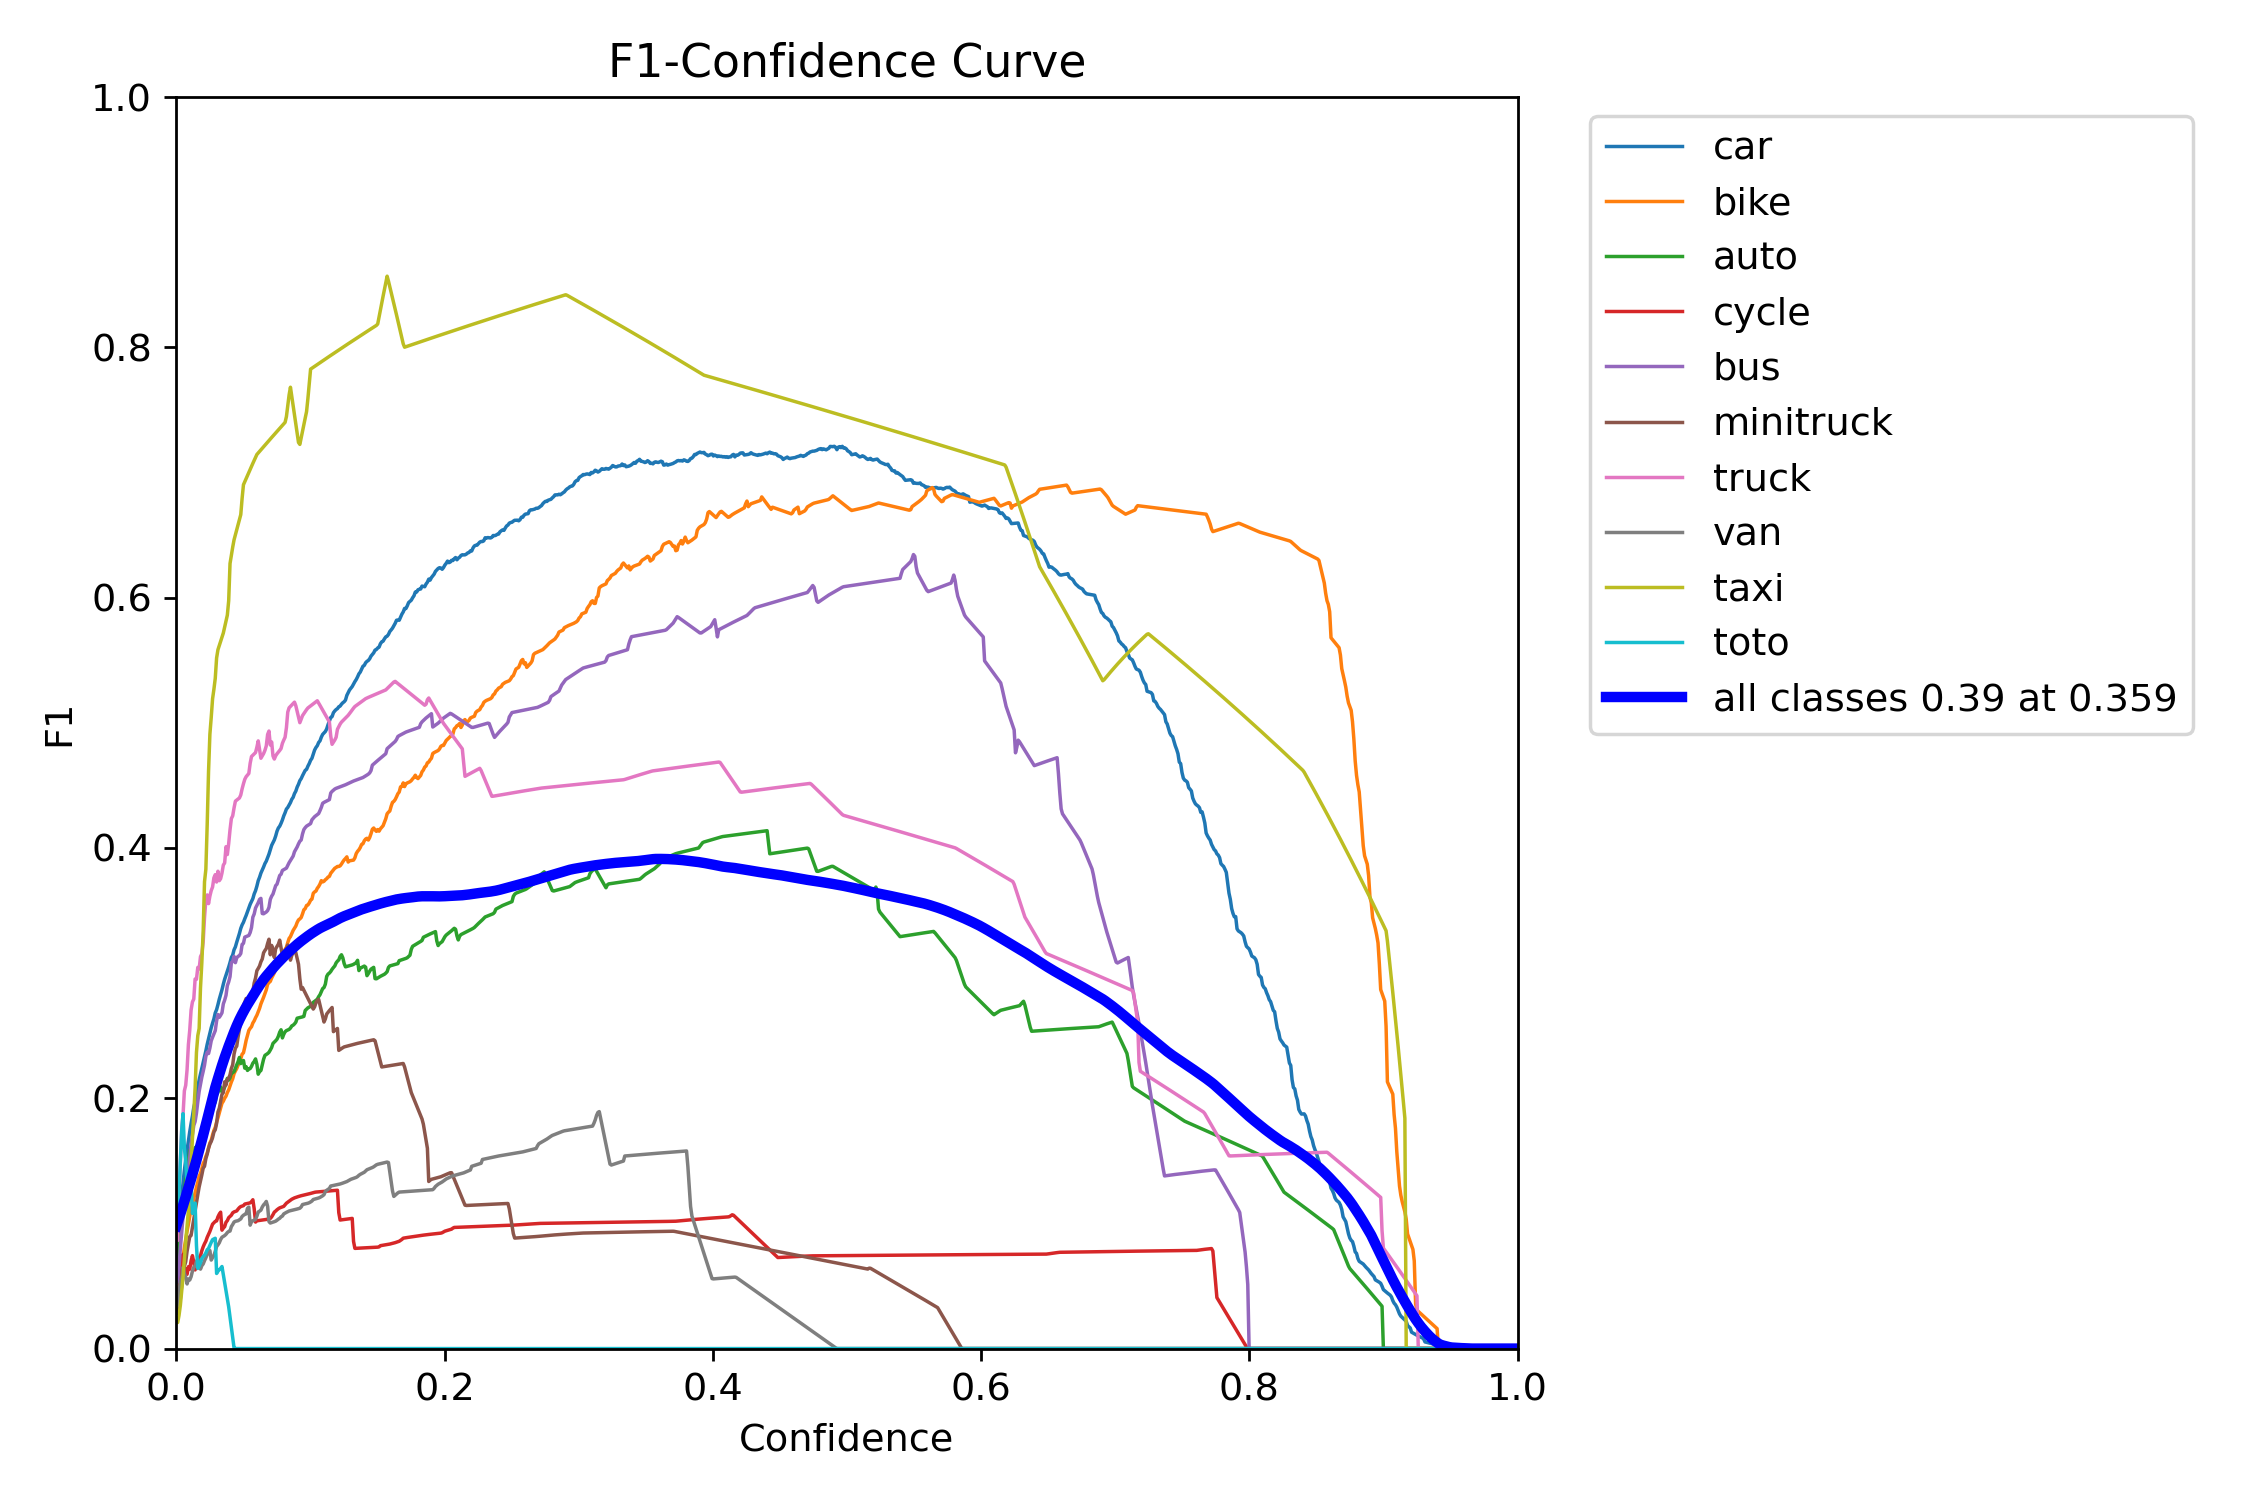 F1-Confidence Curve
1.0
0.8
0.6
0.4
0.2
0.0
F1
0.0 0.2 0.4 0.6 0.8 1.0
Confidence
car
bike
auto
cycle
bus
minitruck
truck
van
taxi
toto
all classes 0.39 at 0.359